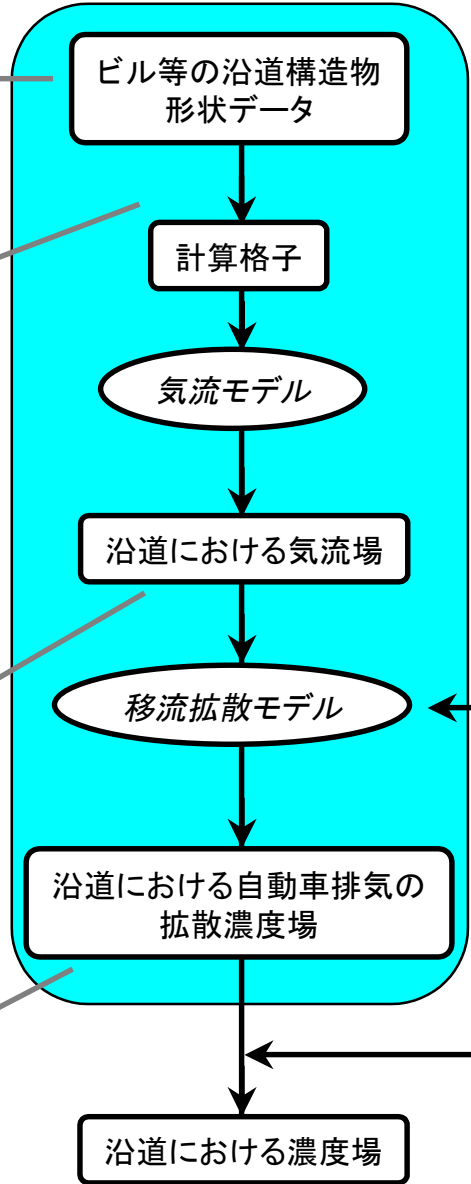 ビル等の沿道構造物
形状データ
計算格子
気流モデル
沿道における気流場
移流拡散モデル
沿道における自動車排気の
拡散濃度場
沿道における濃度場